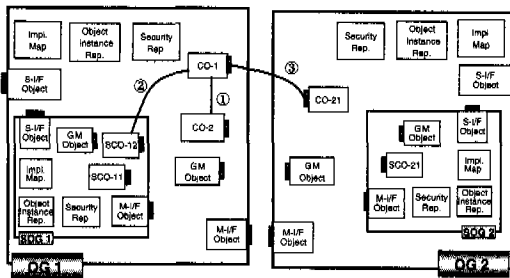 Impl.
Map
Object
Instance
Rep.
Security
Rep
CO-1
S-I/F
Object
②
①
③
CO-2
S-I/F
Object
GM
Object
SCO-12
SCO-11
Impl.
Map
Object
Instance
Rep.
Security
Rep
M-I/F
Object
SOG 1
GM
Object
M-I/F
Object
OG 1
Security
Rep.
Object
Instance
Rep.
Impl
Map
S-I/F
Object
CO-21
S-I/F
Object
GM
Object
SCO-21
Impl.
Map
M-I/F
Object
Security
Rep.
Object
Instance
Rep.
SOG 2
GM
Object
M-I/F
Object
OG 2